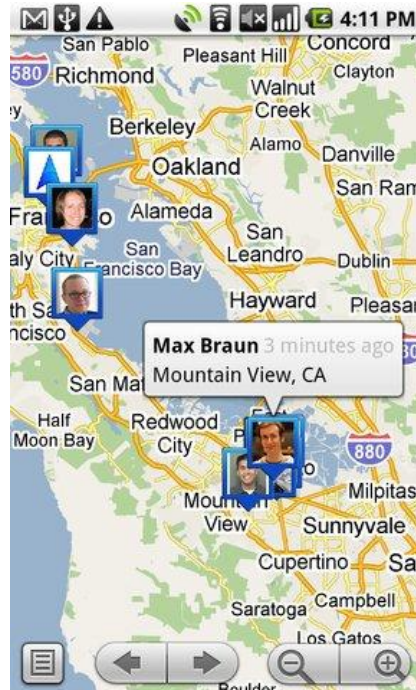 4:11 PM
San Pablo
Pleasant Hill
Concord
580
Richmond
Clayton
Walnut
Creek
Berkeley
Alamo
Danville
Oakland
San Ram
Fra o
Alameda
San
Leandro
Dublin
aly City
San
Francisco Bay
th Sa
ncisco
Hayward
Pleasa
Max Braun 3 minutes ago
Mountain View, CA
San Mat
Half
Moon Bay
Redwood
City
880
Mountain
View
Milpitas
Sunnyvale
Cupertino
Sa
Saratoga
Campbell
Los Gatos
Boulder